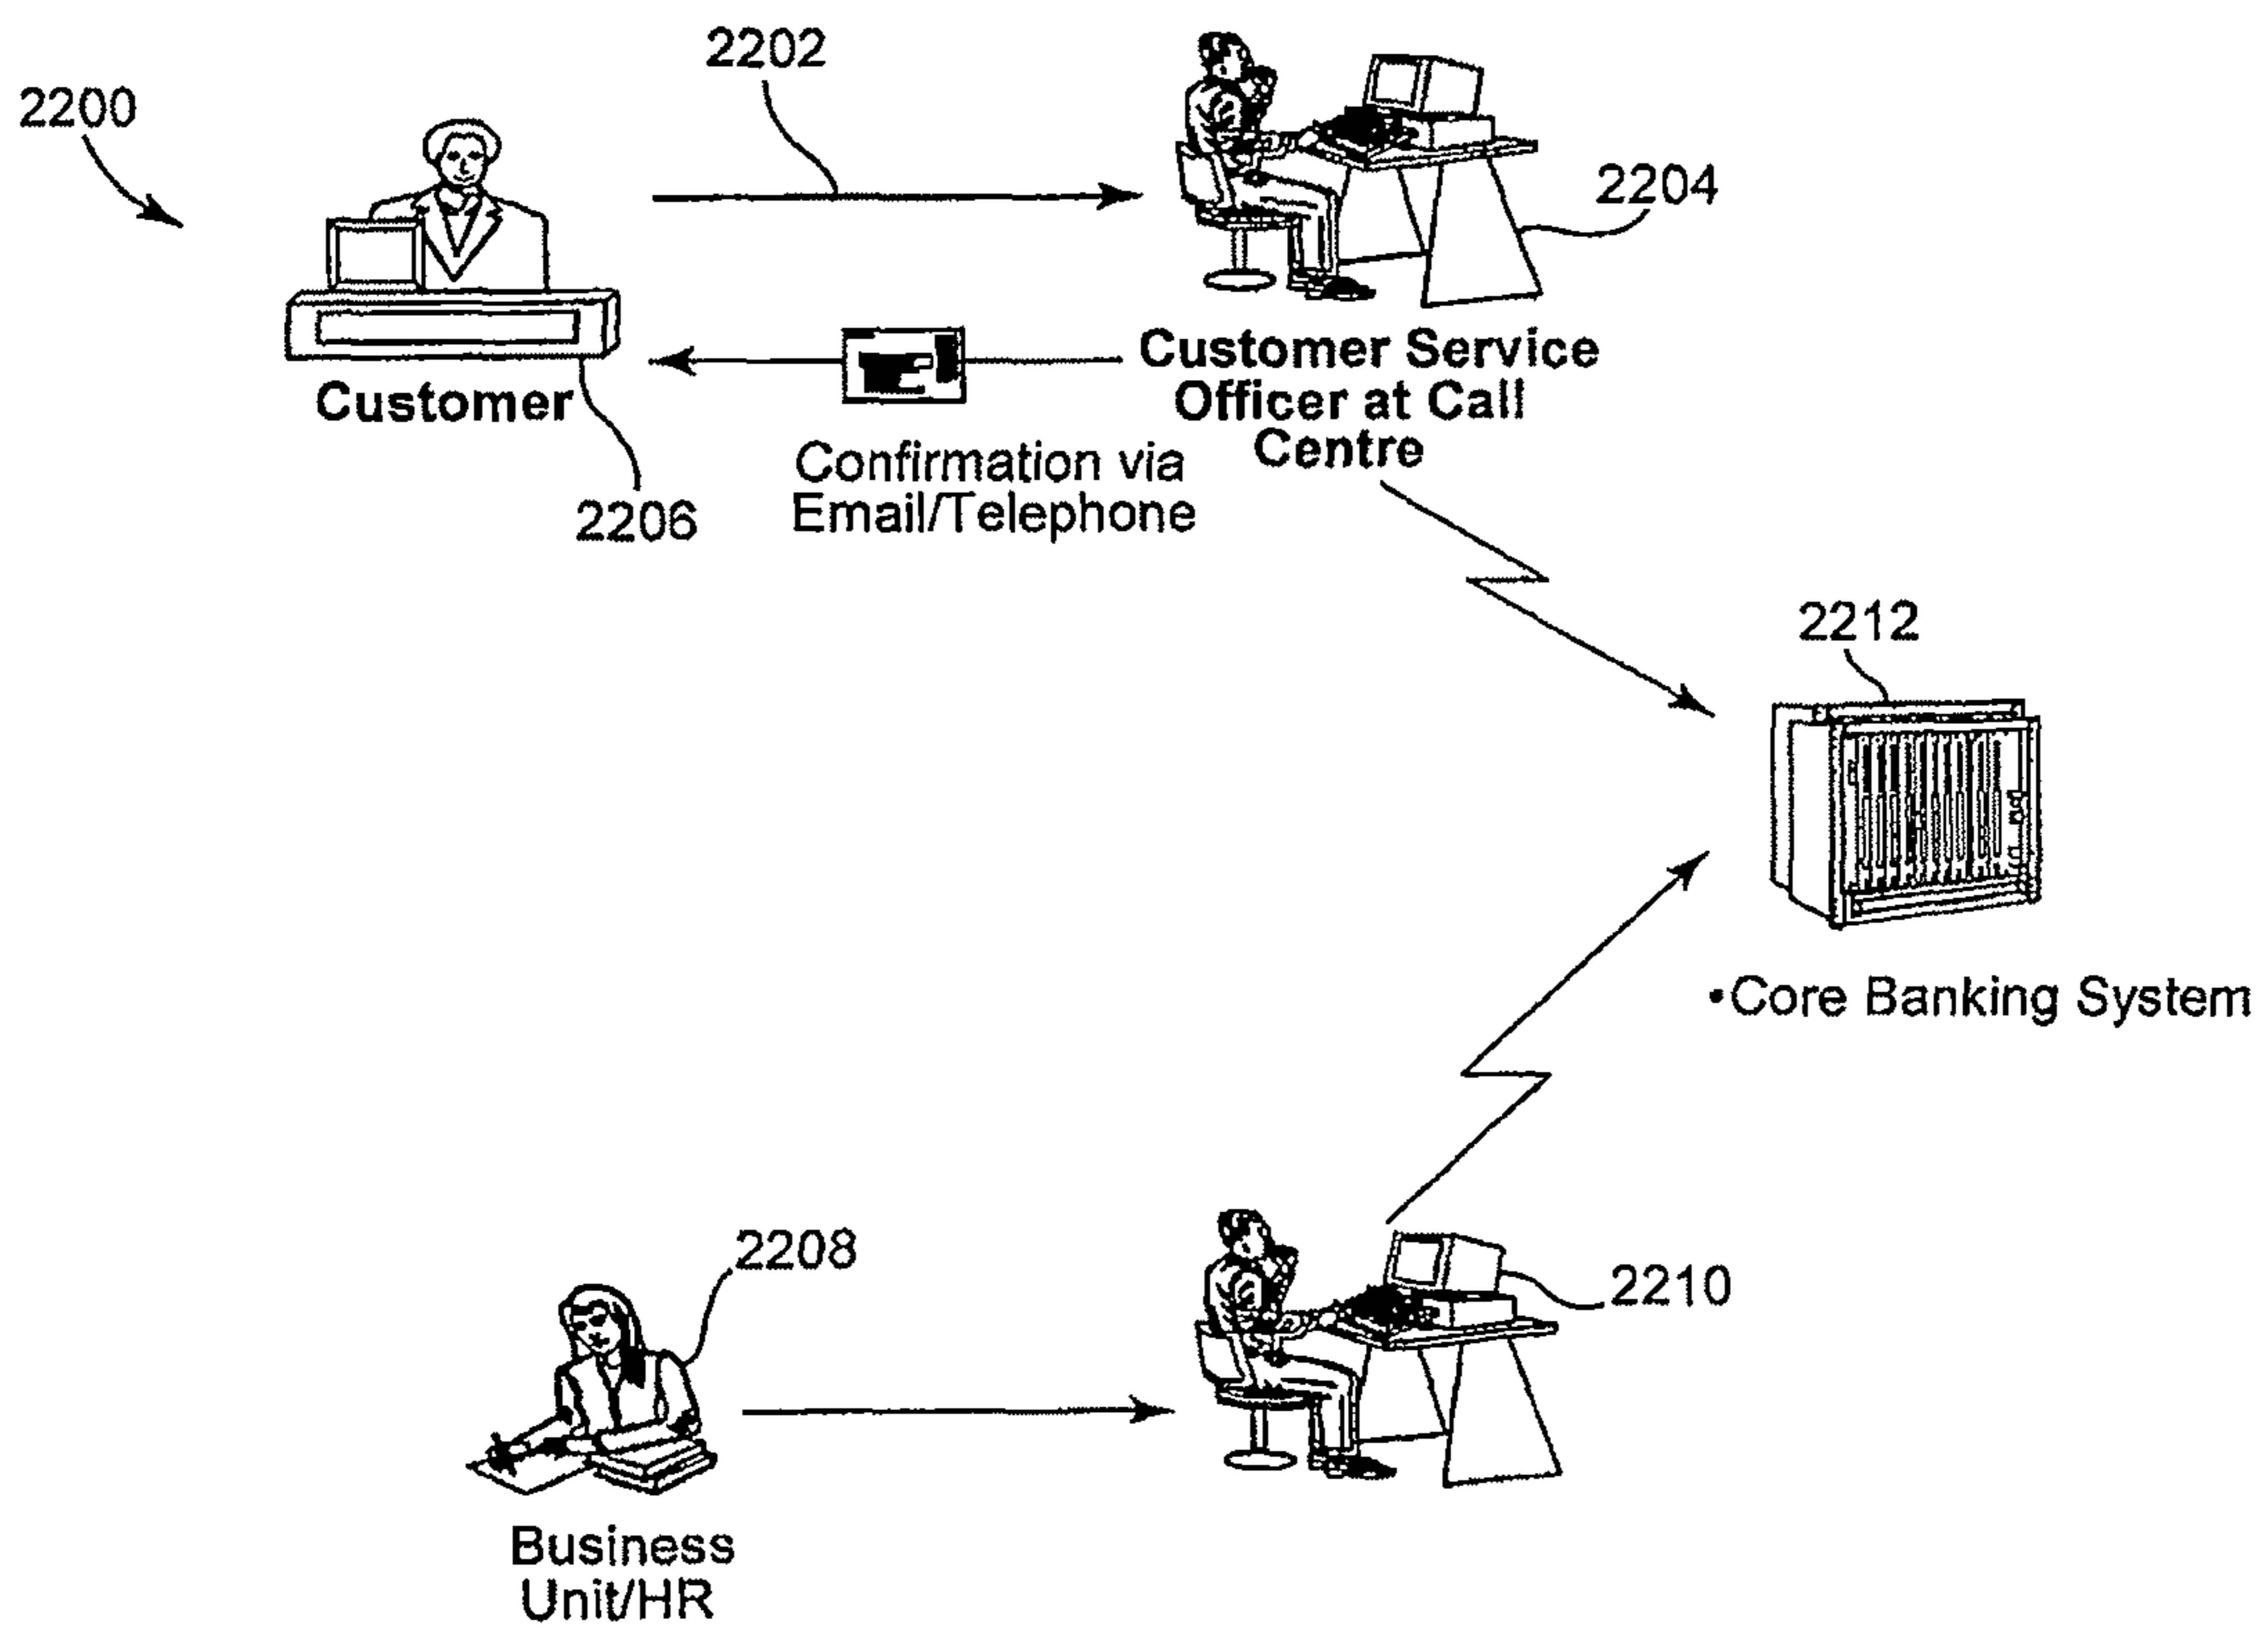 2202
2200
2204
Customer
Customer Service
Officer at Call
Centre
Confirmation via
Email/Telephone
2206
2212
•Core Banking System
2208
2210
Business
Unit/HR